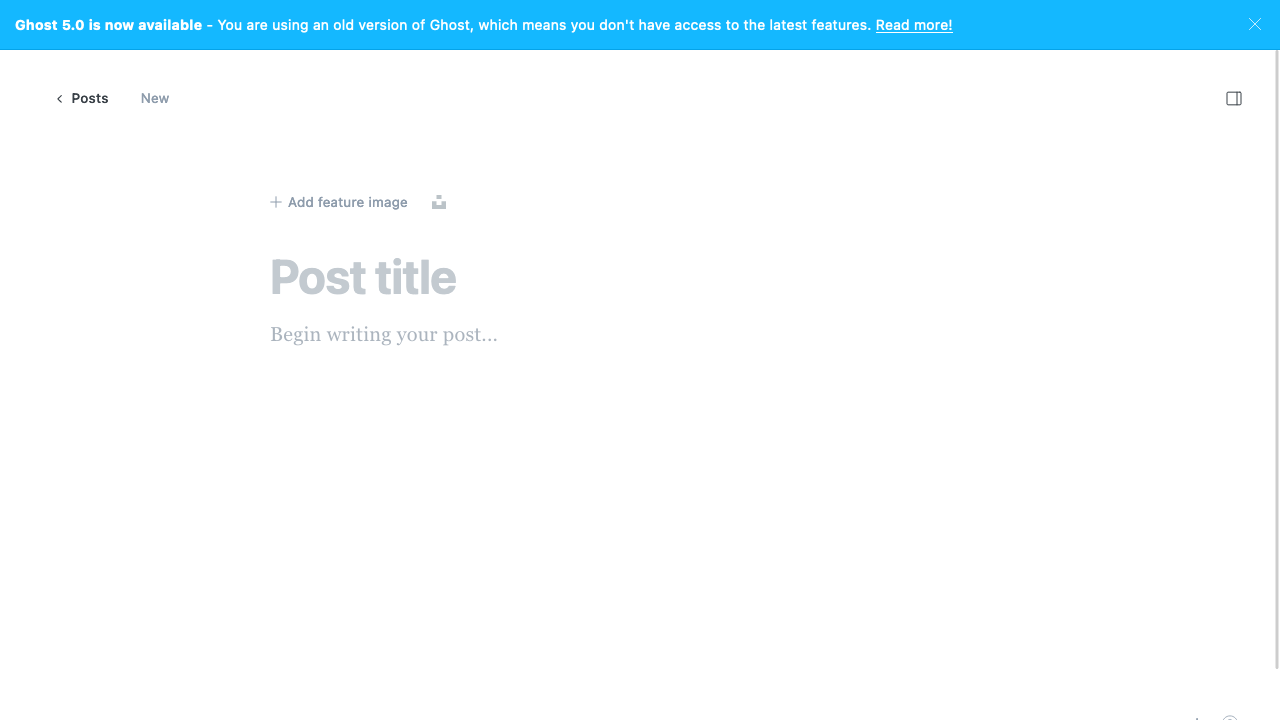 Ghost 5.0 is now available - You are using an old version of Ghost, which means you don't have access to the latest features. Read more!
Posts New
Add feature image
Post title
Begin writing your post...